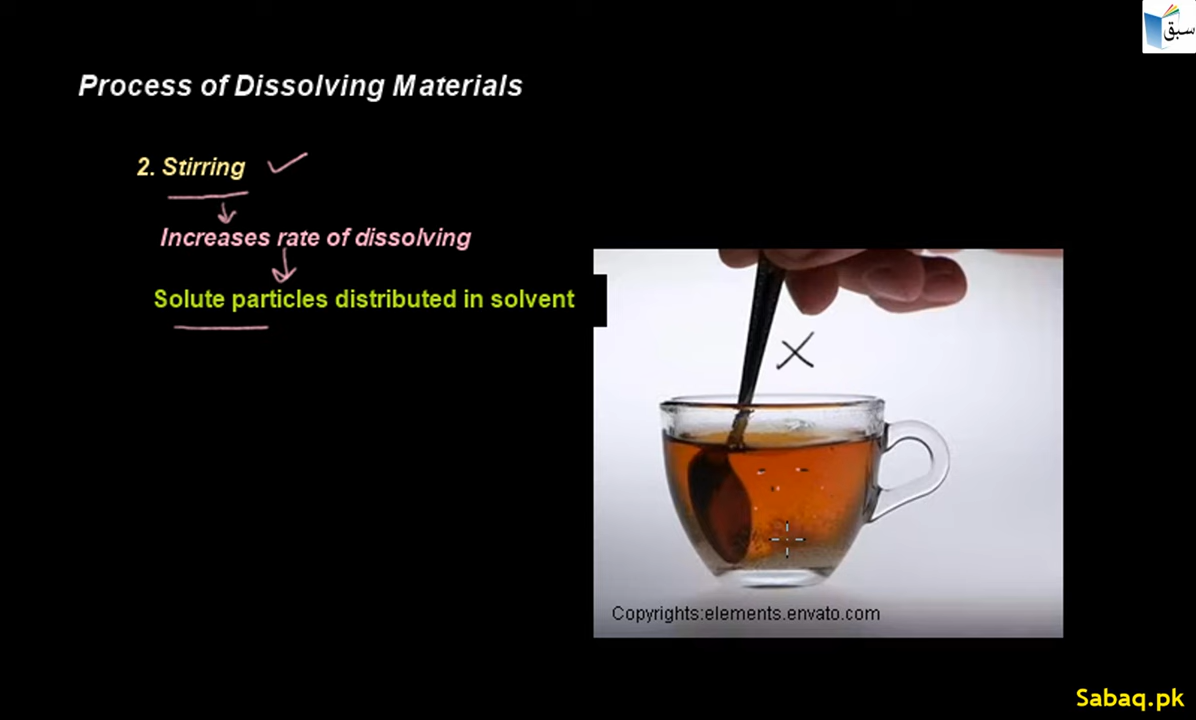 سبق
Process of Dissolving Materials
2. Stirring
Increases rate of dissolving
Solute particles distributed in solvent
Copyrights:elements.envato.com
Sabaq.pk